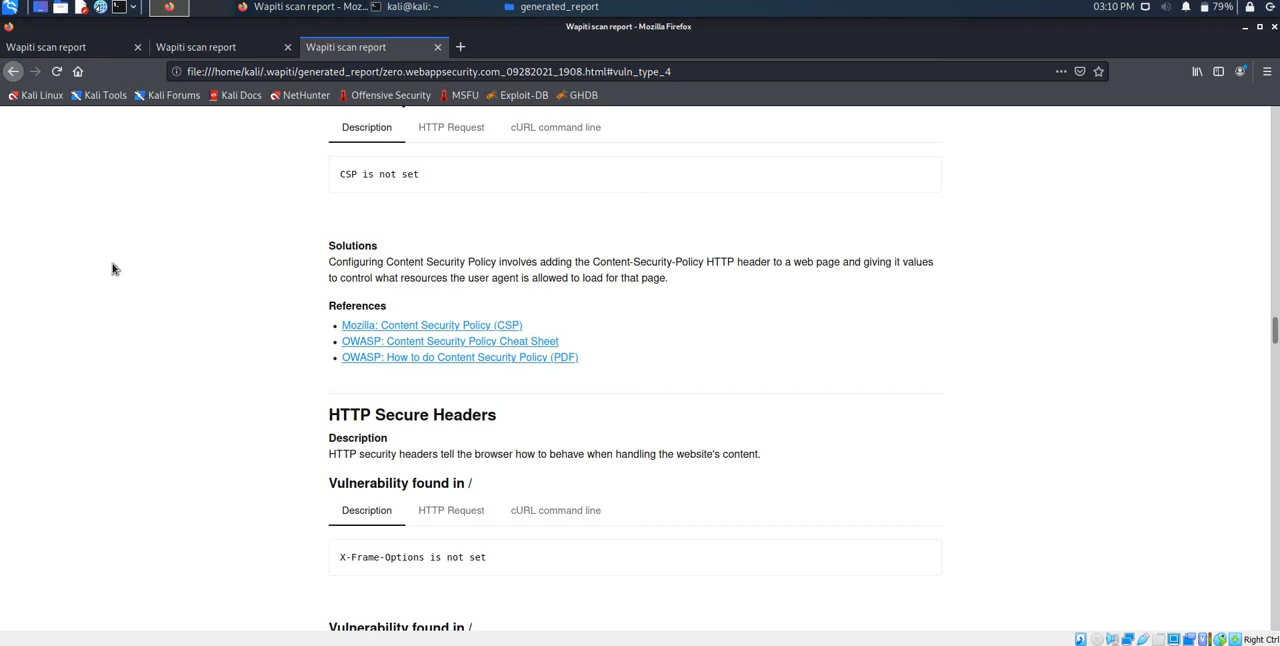 Wapiti scan report - Moz...
kali@kali: ~
generated_report
03:10 PM
79%
Wapiti scan report - Mozilla Firefox
Wapiti scan report
Wapiti scan report
Wapiti scan report
file:///home/kali/.wapiti/generated_report/zero.webappsecurity.com_09282021_1908.html#vuln_type_4
Kali Linux
Kali Tools
Kali Forums
Kali Docs
NetHunter
Offensive Security
MSFU
Exploit-DB
GHDB
Description
HTTP Request
cURL command line
CSP is not set
Solutions
Configuring Content Security Policy involves adding the Content-Security-Policy HTTP header to a web page and giving it values
to control what resources the user agent is allowed to load for that page.
References
• Mozilla: Content Security Policy (CSP)
• OWASP: Content Security Policy Cheat Sheet
• OWASP: How to do Content Security Policy (PDF)
HTTP Secure Headers
Description
HTTP security headers tell the browser how to behave when handling the website's content.
Vulnerability found in /
Description
HTTP Request
cURL command line
X-Frame-Options is not set
Vulnerability found in /
Right Ctrl